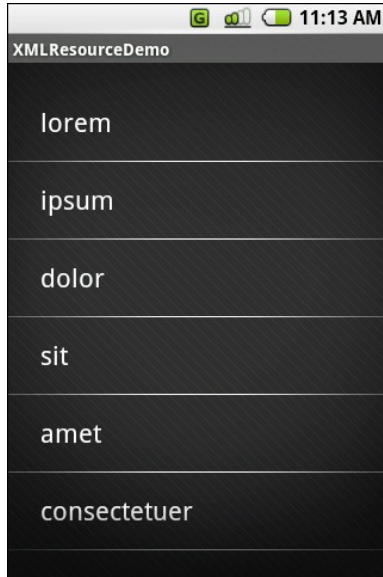 G 11:13 AM
XMLResourceDemo
lorem
ipsum
dolor
sit
amet
consectetuer